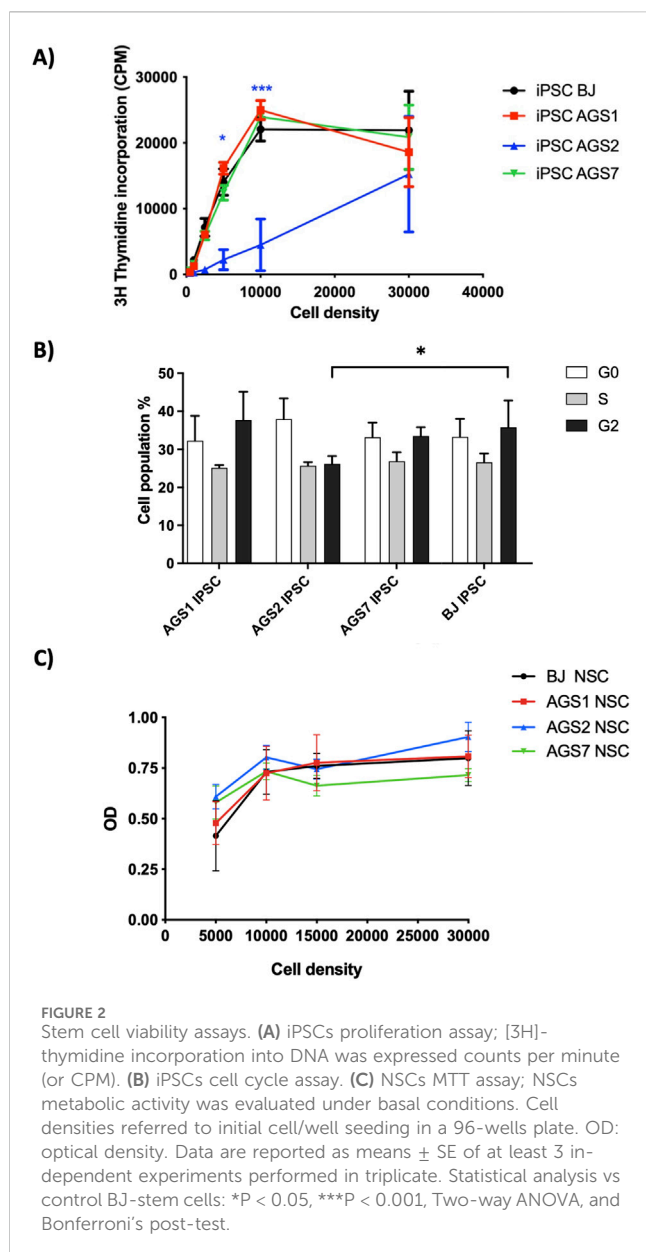 A)
***
*
3H Thymidine incorporation (CPM)
30000
20000
10000
0
0
10000
20000
30000
40000
Cell density
iPSC BJ
iPSC AGS1
iPSC AGS2
iPSC AGS7
B)
*
Cell population %
50
40
30
20
10
0
AGS1 IPSC
AGS2 IPSC
AGS7 IPSC
BJ IPSC
G0
S
G2
C)
BJ NSC
AGS1 NSC
AGS2 NSC
AGS7 NSC
OD
1.00
0.75
0.50
0.25
0.00
0
5000
10000
15000
20000
25000
30000
Cell density
FIGURE 2
Stem cell viability assays. (A) iPSCs proliferation assay; [3H]-
thymidine incorporation into DNA was expressed counts per minute
(or CPM). (B) iPSCs cell cycle assay. (C) NSCs MTT assay; NSCs
metabolic activity was evaluated under basal conditions. Cell
densities referred to initial cell/well seeding in a 96-wells plate. OD:
optical density. Data are reported as means ± SE of at least 3 in-
dependent experiments performed in triplicate. Statistical analysis vs
control BJ-stem cells: *P < 0.05, ***P < 0.001, Two-way ANOVA, and
Bonferroni’s post-test.